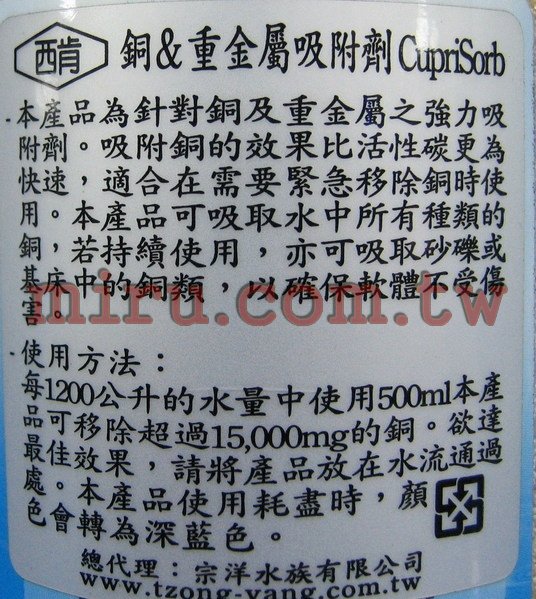 西肯 銅&重金屬吸附劑 CupriSorb
·本產品為針對銅及重金屬之強力吸
附劑。吸附銅的效果比活性碳更為
快速，適合在需要緊急移除銅時使
用。本產品可吸取水中所有種類的
銅，若持續使用，亦可吸取砂礫或
基床中的銅類，以確保軟體不受傷
害。
miru.com.tw
·使用方法：
每1200公升的水量中使用500ml本產
品可移除超過15,000mg的銅。欲達
最佳效果，請將產品放在水流通過
處。本產品使用耗盡時，顏
色會轉為深藍色。
總代理：宗洋水族有限公司
www.tzong-yang.com.tw